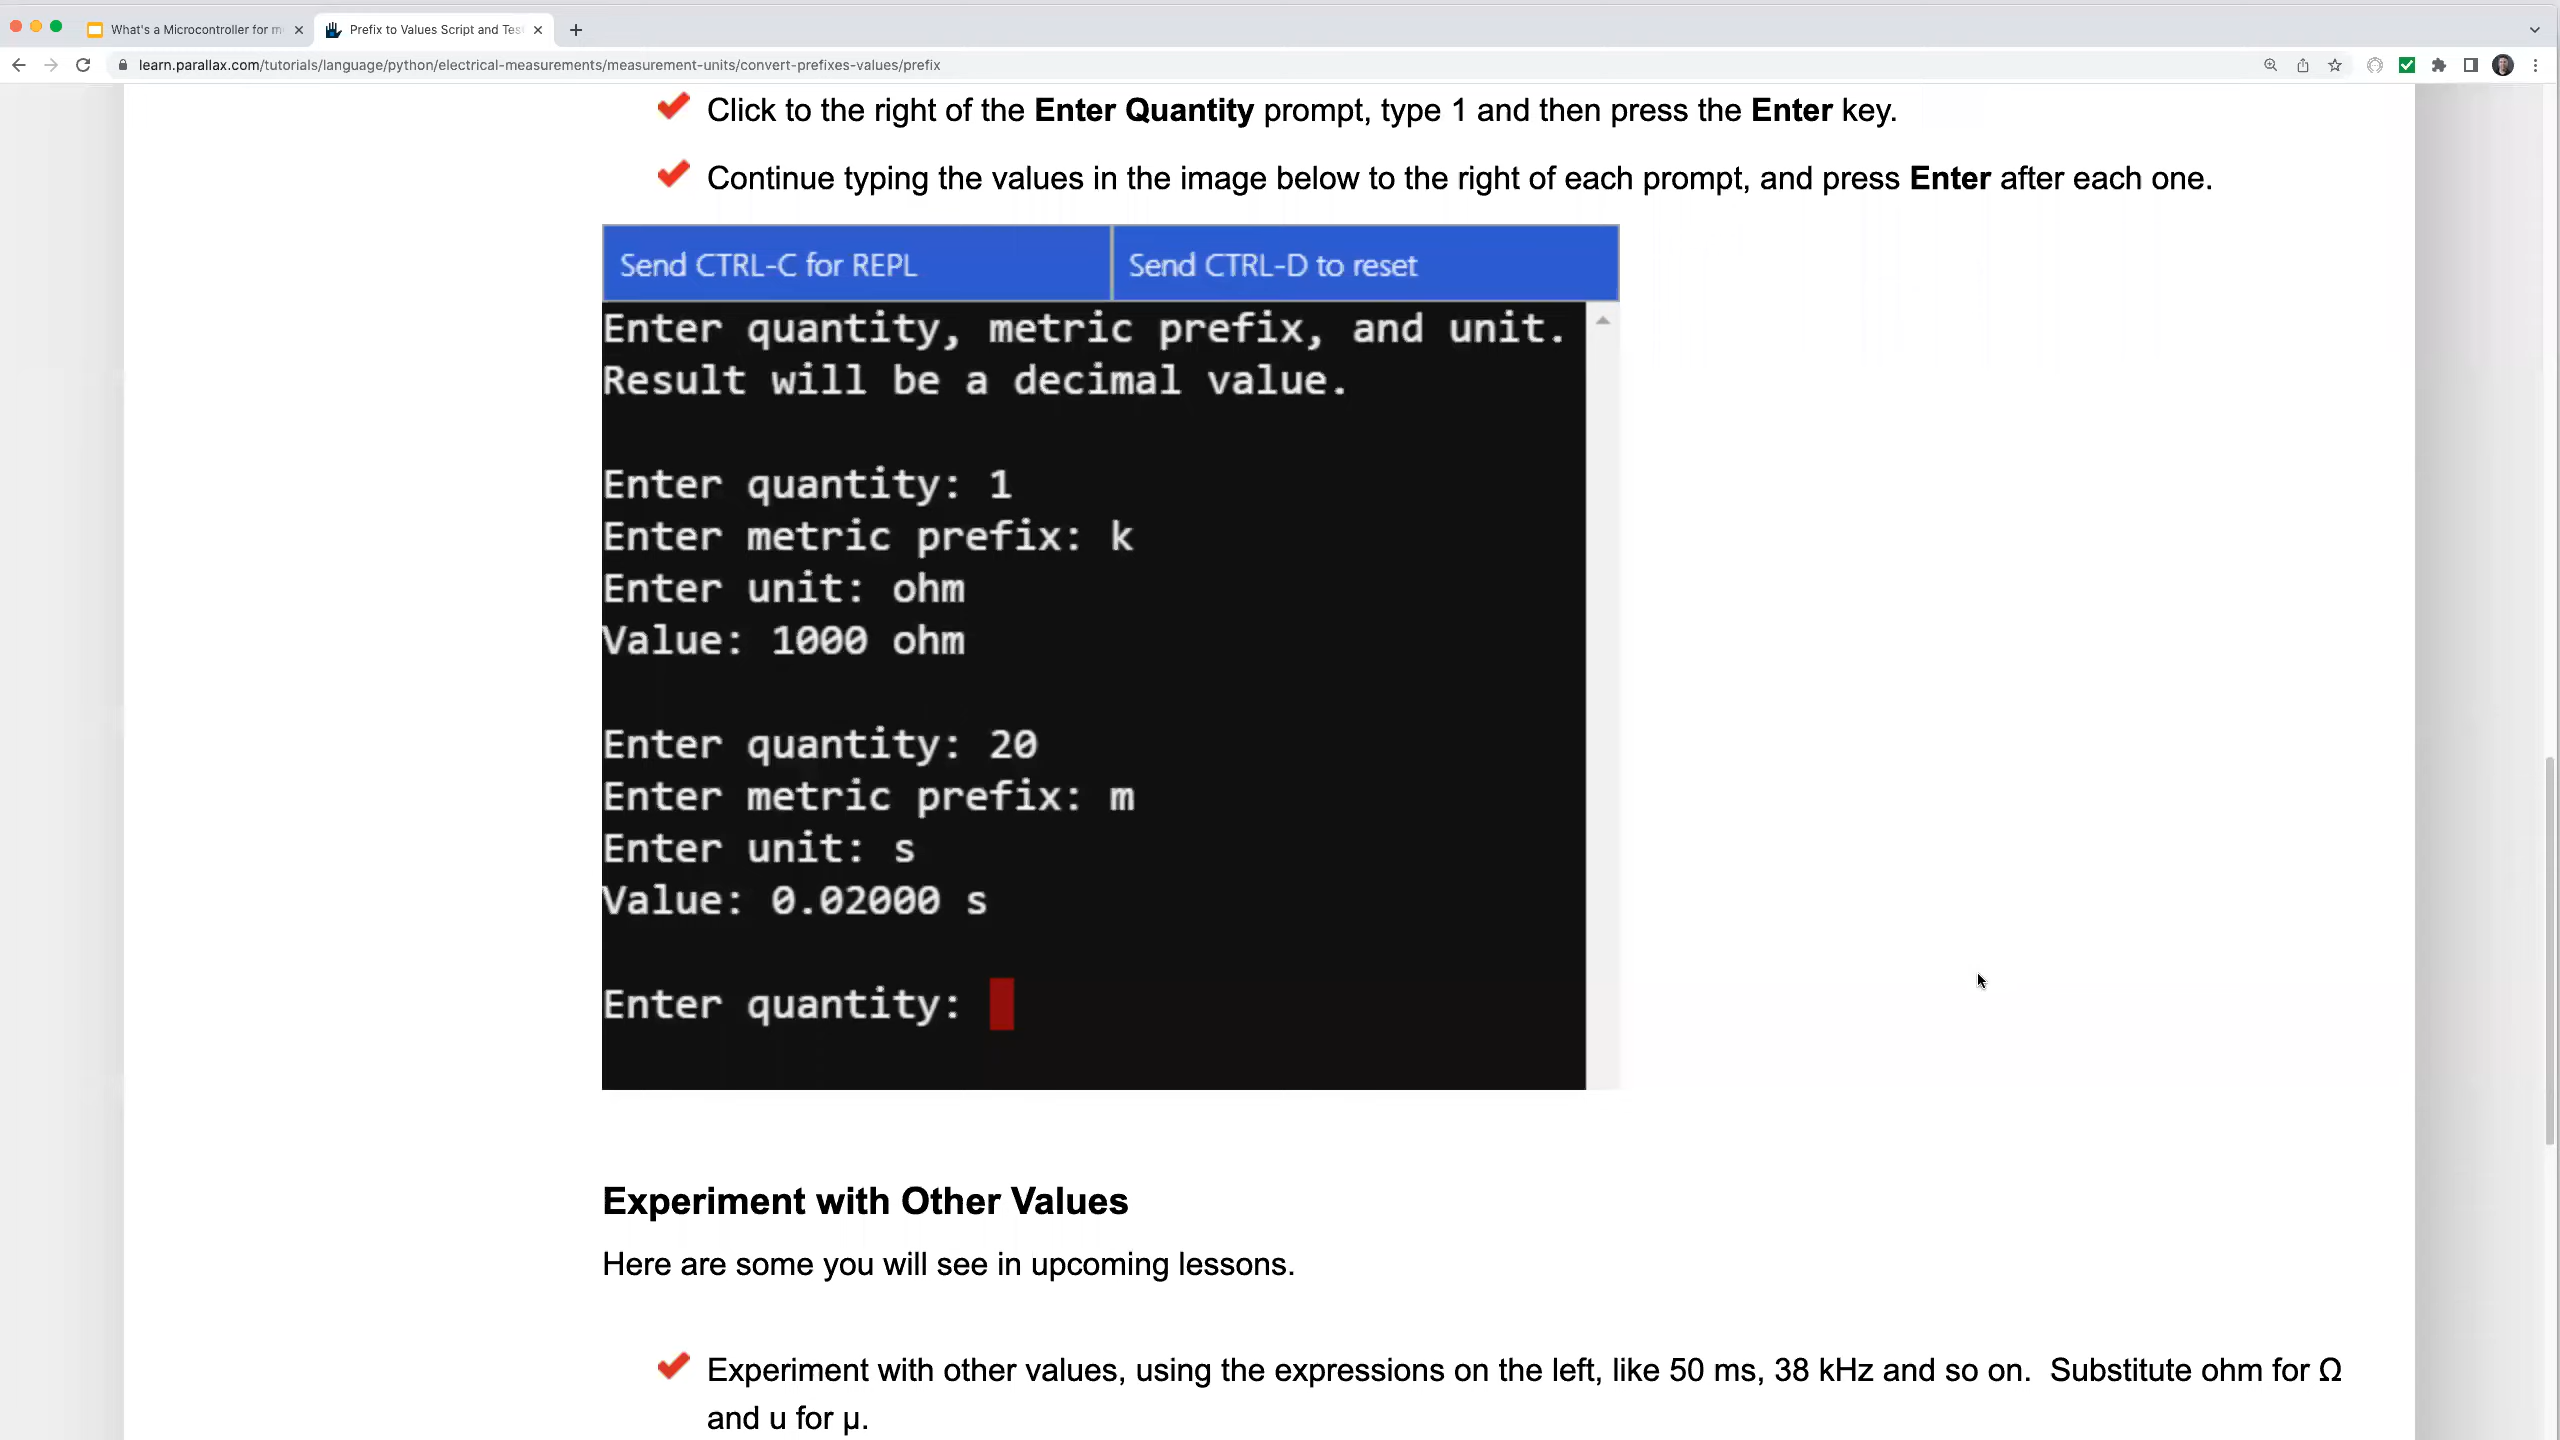 What's a Microcontroller for m
Prefix to Values Script and Tes
learn.parallax.com/tutorials/language/python/electrical-measurements/measurement-units/convert-prefixes-values/prefix
Click to the right of the Enter Quantity prompt, type 1 and then press the Enter key.
Continue typing the values in the image below to the right of each prompt, and press Enter after each one.
Send CTRL-C for REPL
Send CTRL-D to reset
Enter quantity, metric prefix, and unit.
Result will be a decimal value.
Enter quantity: 1
Enter metric prefix: k
Enter unit: ohm
Value: 1000 ohm
Enter quantity: 20
Enter metric prefix: m
Enter unit: s
Value: 0.02000 s
Enter quantity:
Experiment with Other Values
Here are some you will see in upcoming lessons.
Experiment with other values, using the expressions on the left, like 50 ms, 38 kHz and so on.  Substitute ohm for Ω
and u for µ.